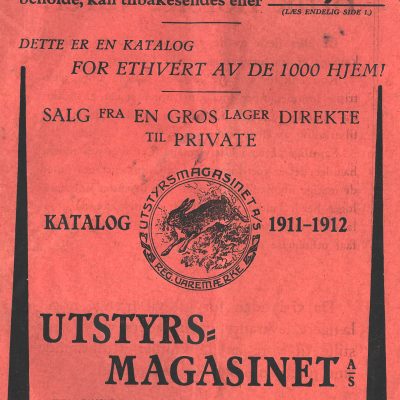 beholde, kan tilbakesendes eller
(LÆS ENDELIG SIDE 1.)
DETTE ER EN KATALOG
FOR ETHVERT AV DE 1000 HJEM!
SALG FRA EN GROS LAGER DIREKTE
TIL PRIVATE
UTSTYRSMAGASINET A/S
KATALOG 1911-1912
REG. VAREMÆRKE
UTSTYRS=
MAGASINET A/S